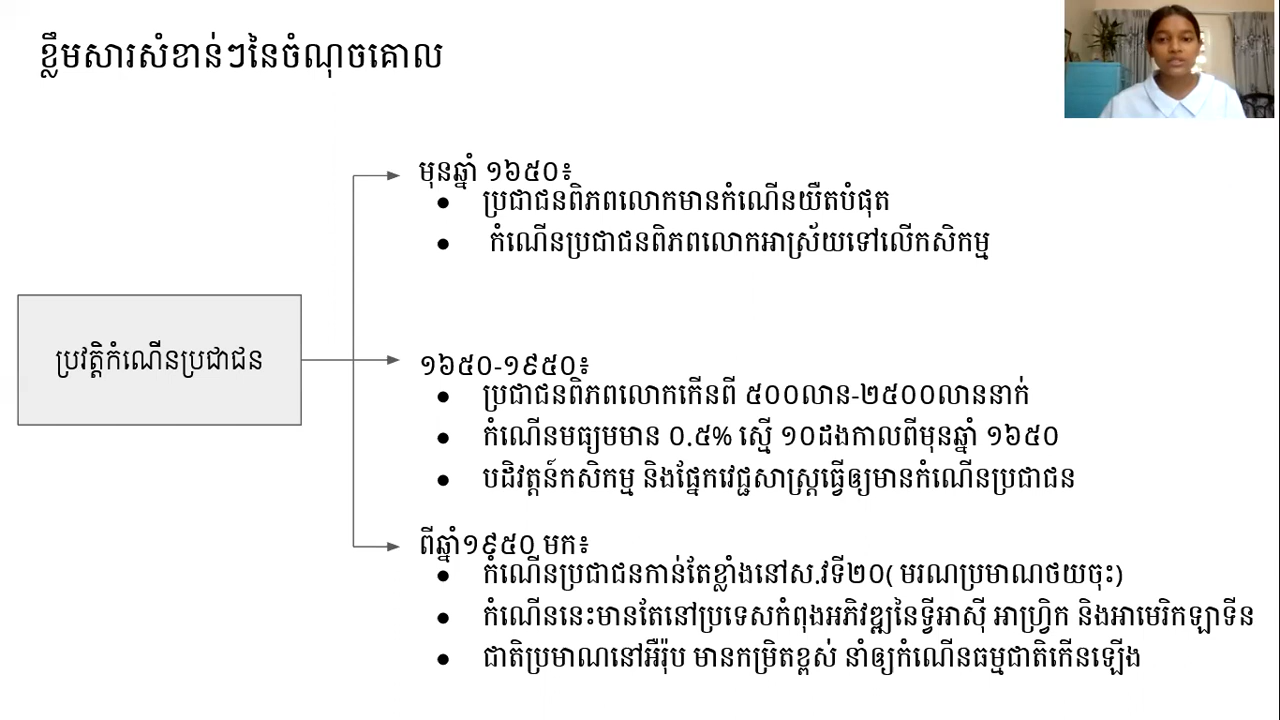 ខ្លឹមសារសំខាន់ៗនៃចំណុចគោល
ប្រវត្តិកំណើនប្រជាជន
មុនឆ្នាំ ១៦៥០៖
● ប្រជាជនពិភពលោកមានកំណើនយឺតបំផុត
● កំណើនប្រជាជនពិភពលោកអាស្រ័យទៅលើកសិកម្ម
១៦៥០-១៩៥០៖
● ប្រជាជនពិភពលោកកើនពី ៥០០លាន-២៥០០លាននាក់
● កំណើនមធ្យមមាន ០.៥% ស្មើ ១០ដងកាលពីមុនឆ្នាំ ១៦៥០
● បដិវត្តន៍កសិកម្ម និងផ្នែកវេជ្ជសាស្ត្រធ្វើឲ្យមានកំណើនប្រជាជន
ពីឆ្នាំ១៩៥០ មក៖
● កំណើនប្រជាជនកាន់តែខ្លាំងនៅស.វទី២០( មរណប្រមាណថយចុះ)
● កំណើននេះមានតែនៅប្រទេសកំពុងអភិវឌ្ឍនៃទ្វីអាស៊ី អាហ្វ្រិក និងអាមេរិកឡាទីន
● ជាតិប្រមាណនៅអឺរ៉ុប មានកម្រិតខ្ពស់ នាំឲ្យកំណើនធម្មជាតិកើនឡើង